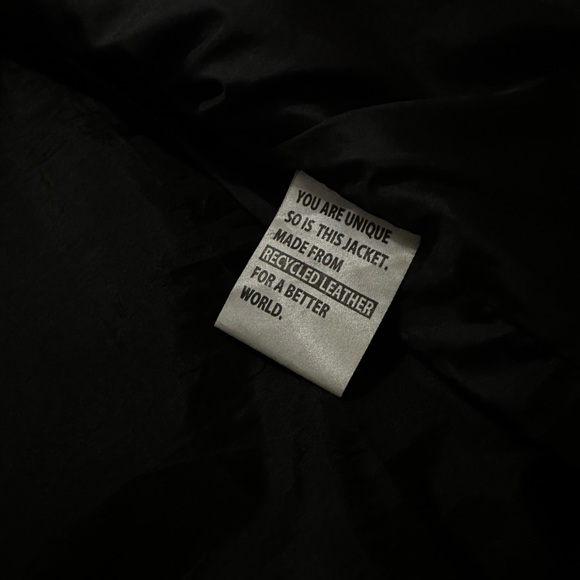 YOU ARE UNIQUE
SO IS THIS JACKET.
MADE FROM
RECYCLED LEATHER
FOR A BETTER
WORLD.